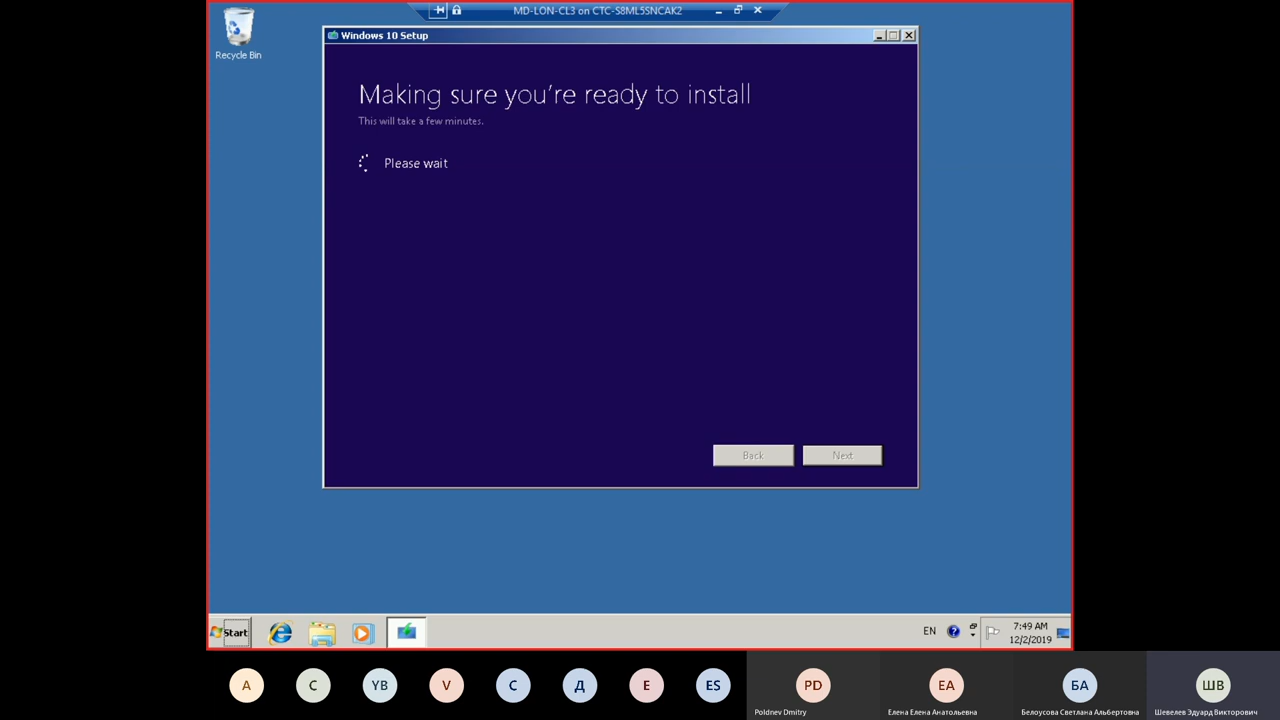 MD-LON-CL3 on CTC-S8ML5SNCAK2
Recycle Bin
Windows 10 Setup
Making sure you're ready to install
This will take a few minutes.
Please wait
Back
Next
Start
EN
7:49 AM
12/2/2019
A
C
YB
V
C
Д
E
ES
PD
EA
БА
ШВ
Poldnev Dmitry
Елена Елена Анатольевна
Белоусова Светлана Альбертовна
Шевелев Эдуард Викторович